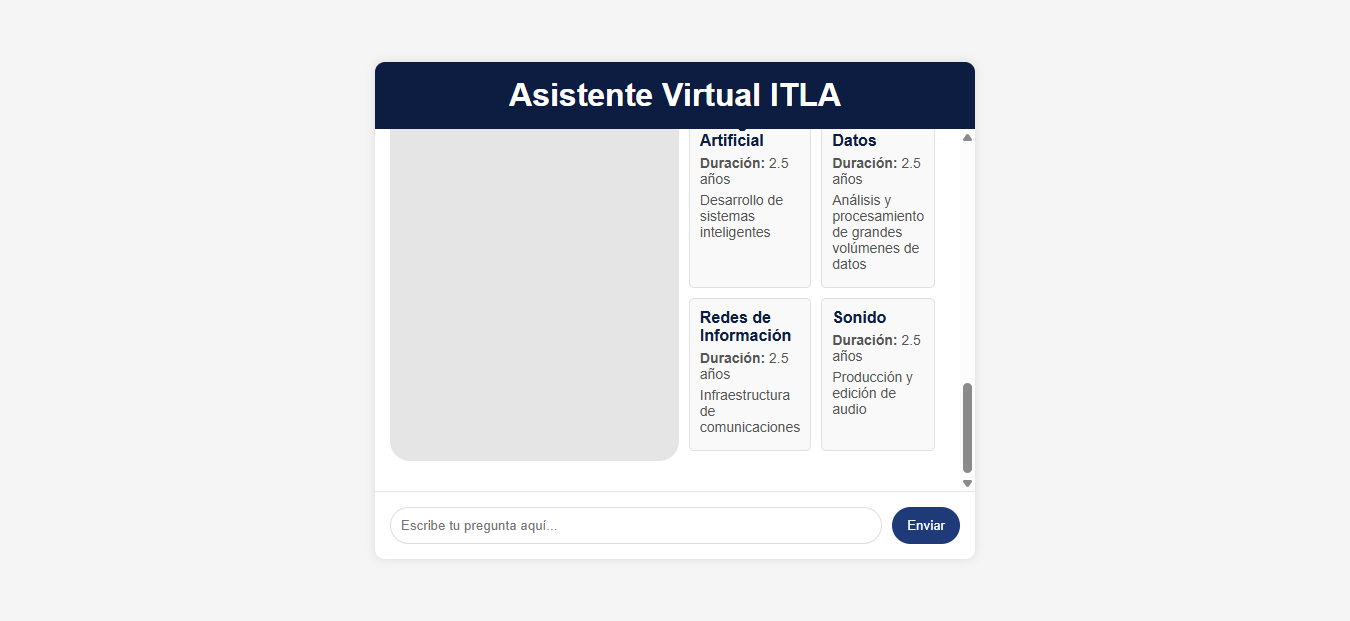 Asistente Virtual ITLA
Artificial
Duración: 2.5
años
Desarrollo de
sistemas
inteligentes
Datos
Duración: 2.5
años
Análisis y
procesamiento
de grandes
volúmenes de
datos
Redes de
Información
Duración: 2.5
años
Infraestructura
de
comunicaciones
Sonido
Duración: 2.5
años
Producción y
edición de
audio
Escribe tu pregunta aquí...
Enviar